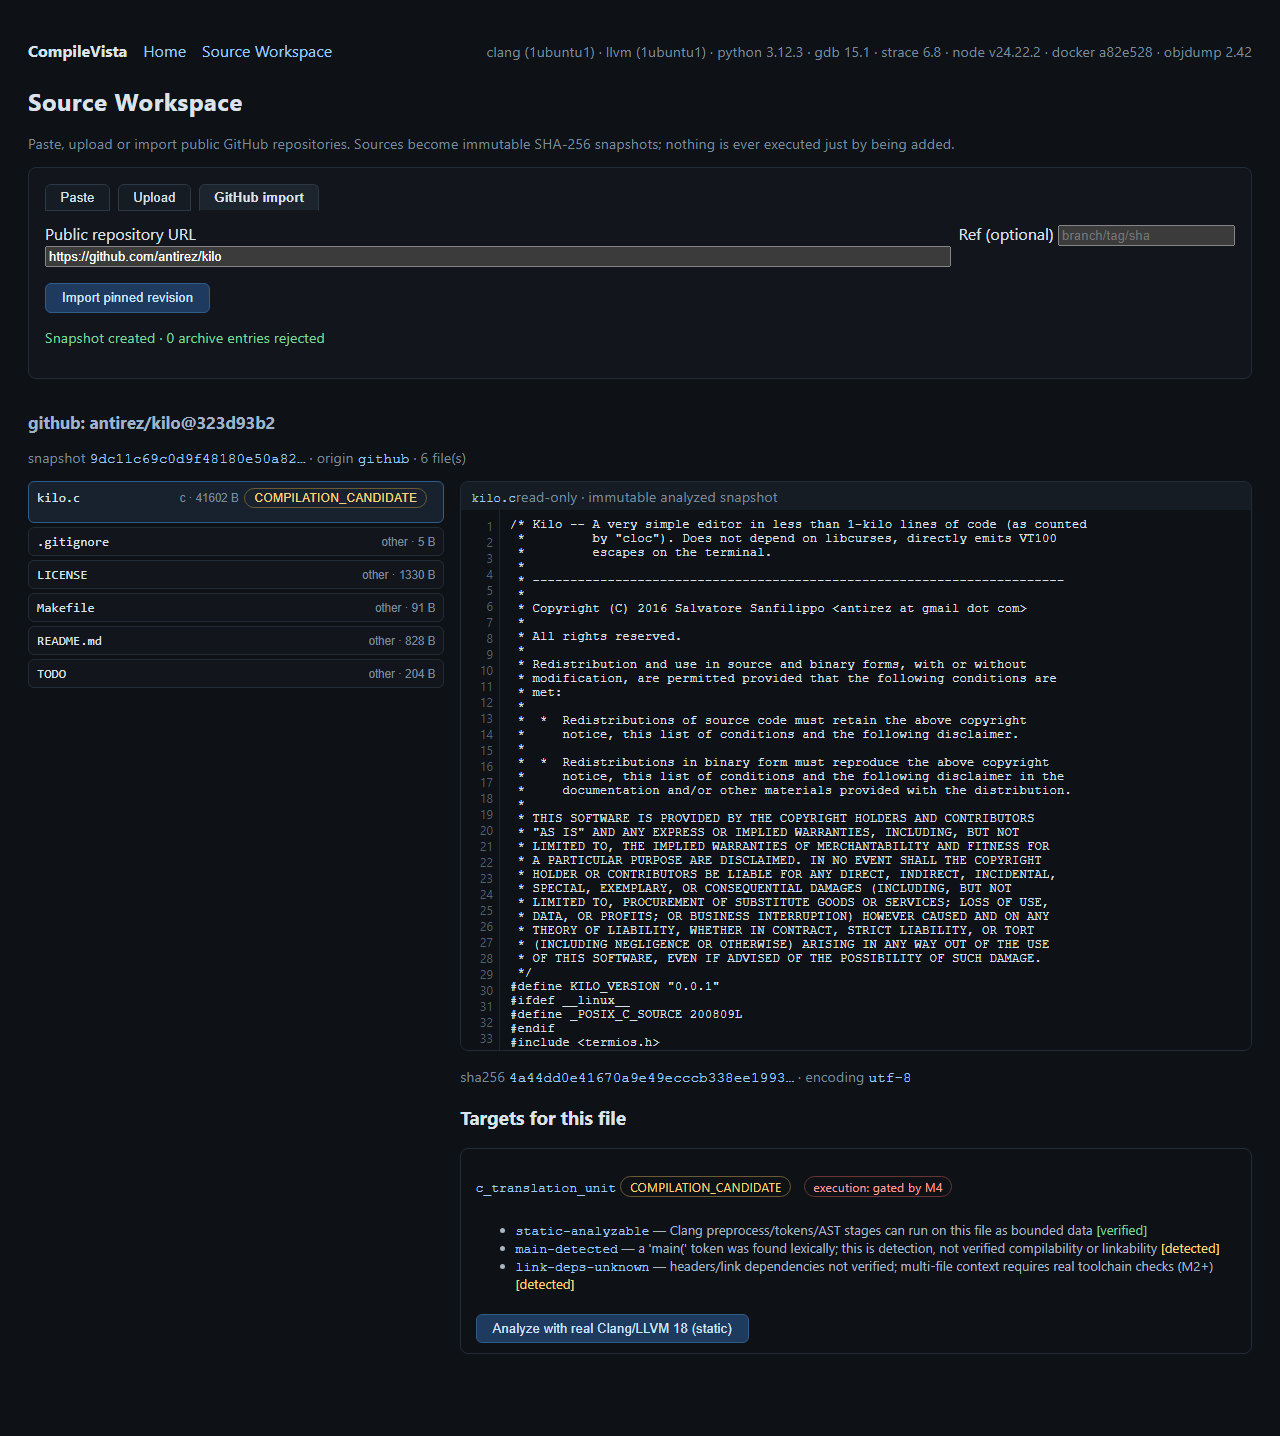 CompileVista Home Source Workspace clang (1ubuntu1) · llvm (1ubuntu1) · python 3.12.3 · gdb 15.1 · strace 6.8 · node v24.22.2 · docker a82e528 · objdump 2.42
Source Workspace
Paste, upload or import public GitHub repositories. Sources become immutable SHA-256 snapshots; nothing is ever executed just by being added.
Paste Upload GitHub import
Public repository URL
https://github.com/antirez/kilo
Ref (optional) branch/tag/sha
Import pinned revision
Snapshot created · 0 archive entries rejected
github: antirez/kilo@323d93b2
snapshot 9dc11c69c0d9f48180e50a82… · origin github · 6 file(s)
kilo.c c · 41602 B COMPILATION_CANDIDATE
.gitignore other · 5 B
LICENSE other · 1330 B
Makefile other · 91 B
README.md other · 828 B
TODO other · 204 B
kilo.cread-only · immutable analyzed snapshot
1
2
3
4
5
6
7
8
9
10
11
12
13
14
15
16
17
18
19
20
21
22
23
24
25
26
27
28
29
30
31
32
33
/* Kilo -- A very simple editor in less than 1-kilo lines of code (as counted
 *         by "cloc"). Does not depend on libcurses, directly emits VT100
 *         escapes on the terminal.
 *
 * -----------------------------------------------------------------------
 *
 * Copyright (C) 2016 Salvatore Sanfilippo <antirez at gmail dot com>
 *
 * All rights reserved.
 *
 * Redistribution and use in source and binary forms, with or without
 * modification, are permitted provided that the following conditions are
 * met:
 *
 *  *  Redistributions of source code must retain the above copyright
 *     notice, this list of conditions and the following disclaimer.
 *
 *  *  Redistributions in binary form must reproduce the above copyright
 *     notice, this list of conditions and the following disclaimer in the
 *     documentation and/or other materials provided with the distribution.
 *
 * THIS SOFTWARE IS PROVIDED BY THE COPYRIGHT HOLDERS AND CONTRIBUTORS
 * "AS IS" AND ANY EXPRESS OR IMPLIED WARRANTIES, INCLUDING, BUT NOT
 * LIMITED TO, THE IMPLIED WARRANTIES OF MERCHANTABILITY AND FITNESS FOR
 * A PARTICULAR PURPOSE ARE DISCLAIMED. IN NO EVENT SHALL THE COPYRIGHT
 * HOLDER OR CONTRIBUTORS BE LIABLE FOR ANY DIRECT, INDIRECT, INCIDENTAL,
 * SPECIAL, EXEMPLARY, OR CONSEQUENTIAL DAMAGES (INCLUDING, BUT NOT
 * LIMITED TO, PROCUREMENT OF SUBSTITUTE GOODS OR SERVICES; LOSS OF USE,
 * DATA, OR PROFITS; OR BUSINESS INTERRUPTION) HOWEVER CAUSED AND ON ANY
 * THEORY OF LIABILITY, WHETHER IN CONTRACT, STRICT LIABILITY, OR TORT
 * (INCLUDING NEGLIGENCE OR OTHERWISE) ARISING IN ANY WAY OUT OF THE USE
 * OF THIS SOFTWARE, EVEN IF ADVISED OF THE POSSIBILITY OF SUCH DAMAGE.
 */
#define KILO_VERSION "0.0.1"
#ifdef __linux__
#define _POSIX_C_SOURCE 200809L
#endif
#include <termios.h>
sha256 4a44dd0e41670a9e49ecccb338ee1993… · encoding utf-8
Targets for this file
c_translation_unit COMPILATION_CANDIDATE execution: gated by M4
• static-analyzable — Clang preprocess/tokens/AST stages can run on this file as bounded data [verified]
• main-detected — a 'main(' token was found lexically; this is detection, not verified compilability or linkability [detected]
• link-deps-unknown — headers/link dependencies not verified; multi-file context requires real toolchain checks (M2+)
[detected]
Analyze with real Clang/LLVM 18 (static)